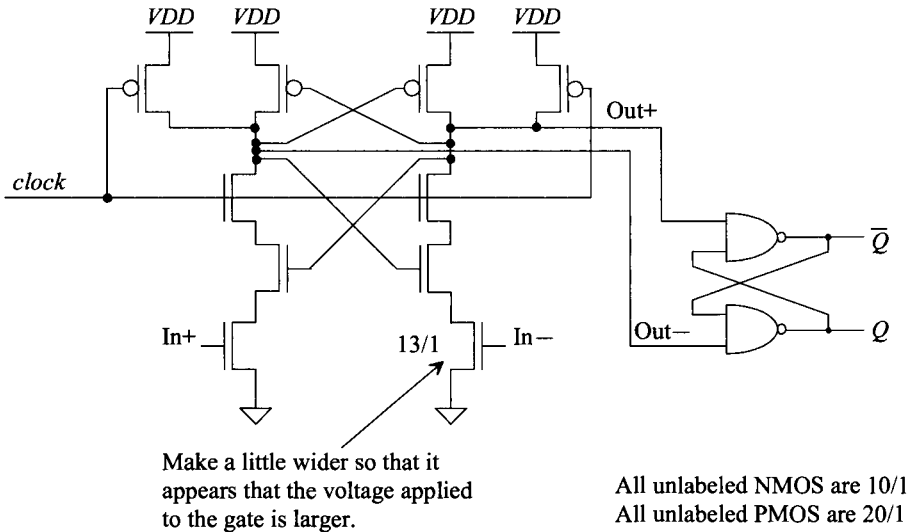 VDD VDD VDD VDD
Out+
clock
Q̅
In+ 13/1 In− Out− Q
Make a little wider so that it
appears that the voltage applied
to the gate is larger.
All unlabeled NMOS are 10/1
All unlabeled PMOS are 20/1